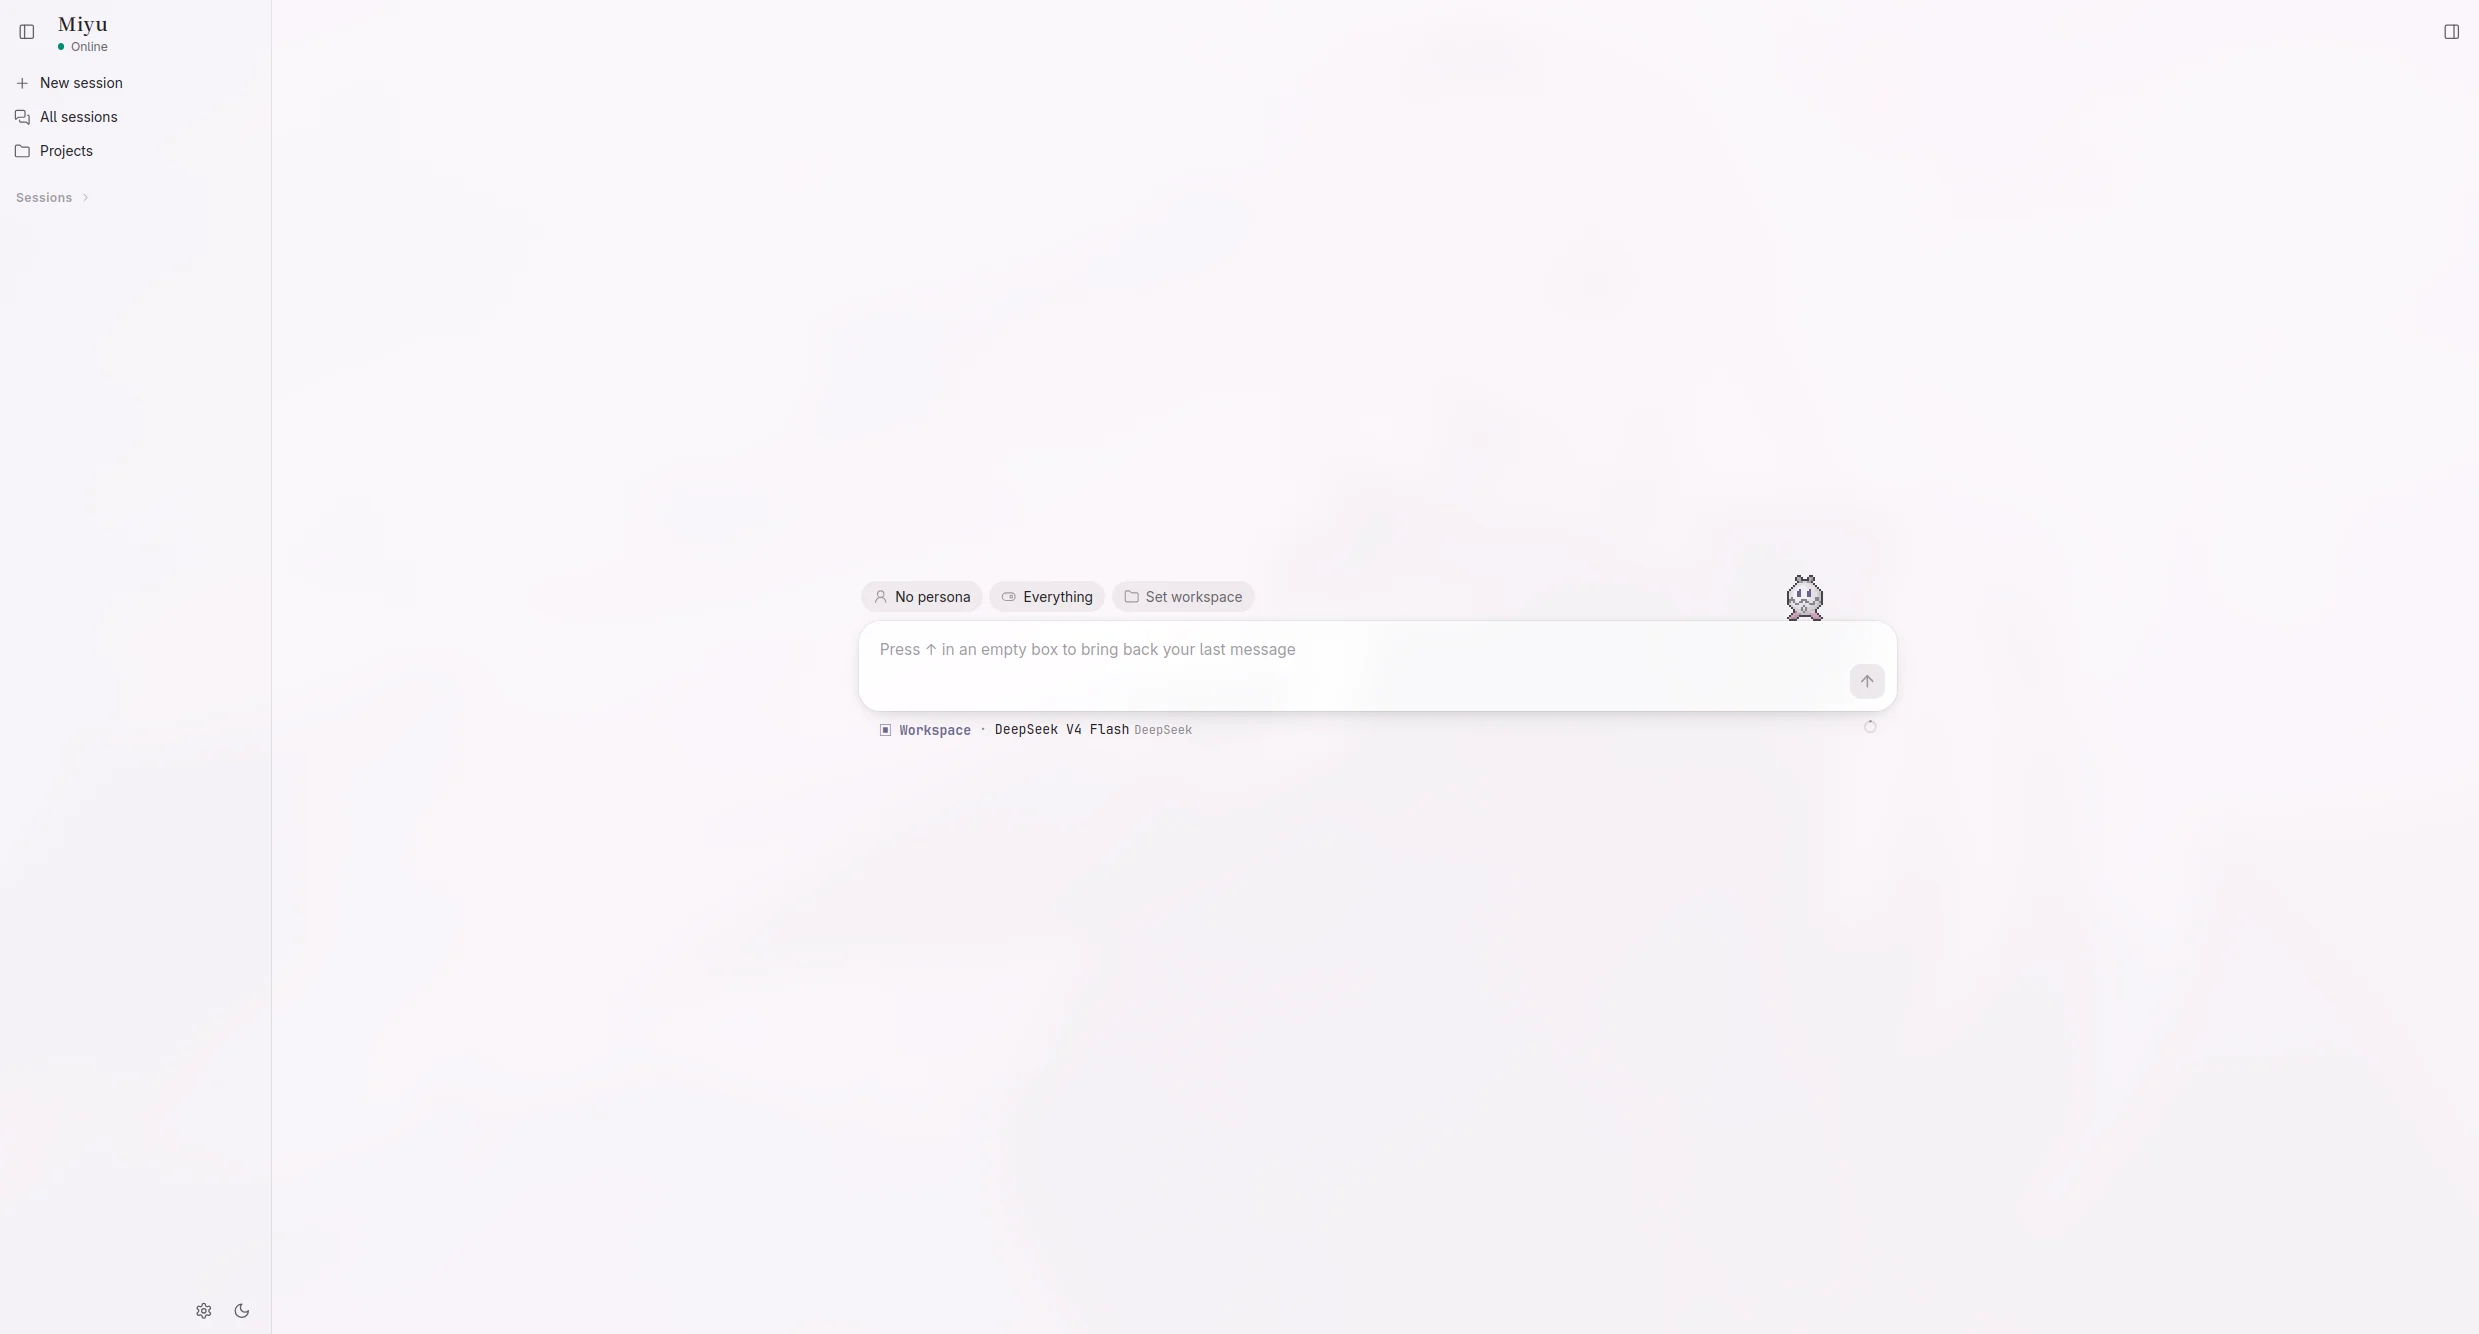 Miyu
Online
New session
All sessions
Projects
Sessions
No persona
Everything
Set workspace
Press ↑ in an empty box to bring back your last message
Workspace · DeepSeek V4 Flash DeepSeek